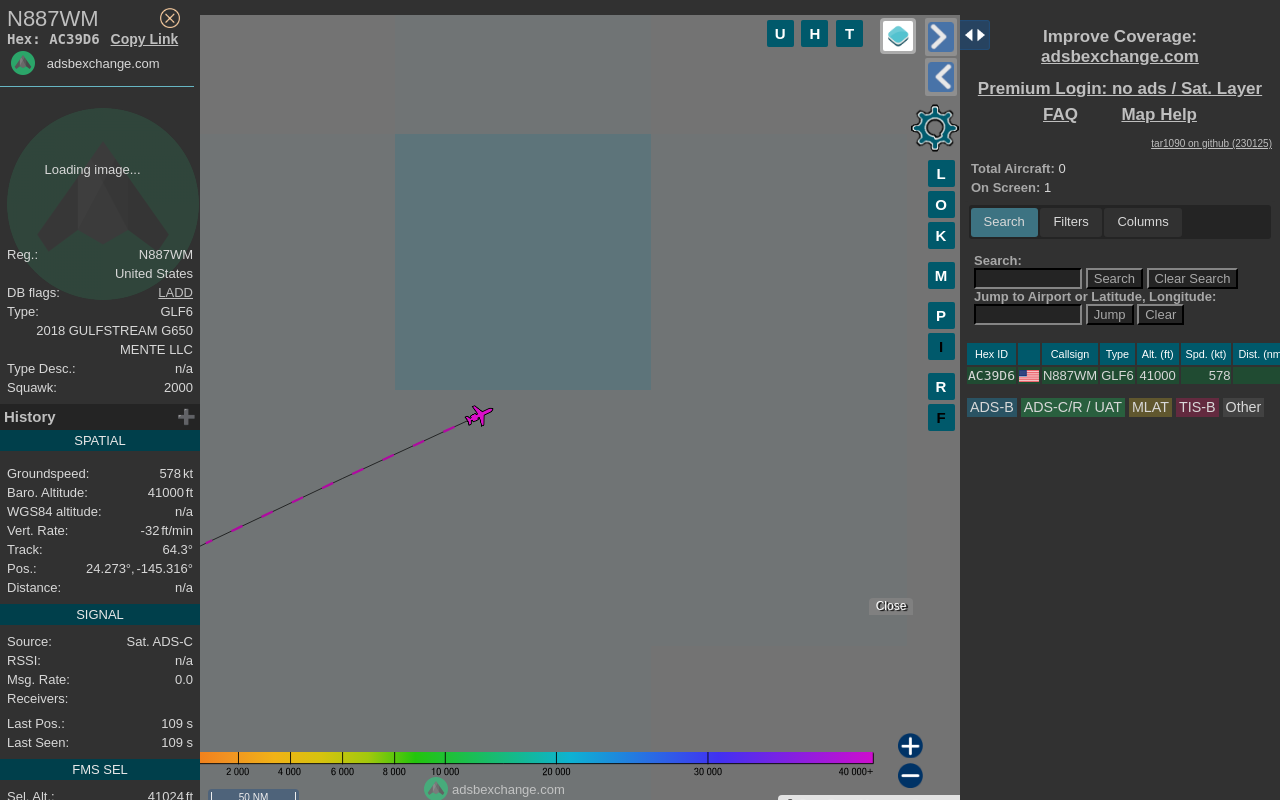 N887WM
Hex: AC39D6 Copy Link
adsbexchange.com
Loading image...
Reg.: N887WM
United States
DB flags: LADD
Type: GLF6
2018 GULFSTREAM G650
MENTE LLC
Type Desc.: n/a
Squawk: 2000
History
SPATIAL
Groundspeed: 578 kt
Baro. Altitude: 41000 ft
WGS84 altitude: n/a
Vert. Rate: -32 ft/min
Track: 64.3°
Pos.: 24.273°, -145.316°
Distance: n/a
SIGNAL
Source: Sat. ADS-C
RSSI: n/a
Msg. Rate: 0.0
Receivers:
Last Pos.: 109 s
Last Seen: 109 s
FMS SEL
Sel. Alt.: 41024 ft
U H T
L
O
K
M
P
I
R
F
Close
2 000 4 000 6 000 8 000 10 000 20 000 30 000 40 000+
adsbexchange.com
50 NM
Improve Coverage:
adsbexchange.com
Premium Login: no ads / Sat. Layer
FAQ Map Help
tar1090 on github (230125)
Total Aircraft: 0
On Screen: 1
Search Filters Columns
Search:
Search Clear Search
Jump to Airport or Latitude, Longitude:
Jump Clear
Hex ID Callsign Type Alt. (ft) Spd. (kt) Dist. (nm
AC39D6 N887WM GLF6 41000 578
ADS-B ADS-C/R / UAT MLAT TIS-B Other